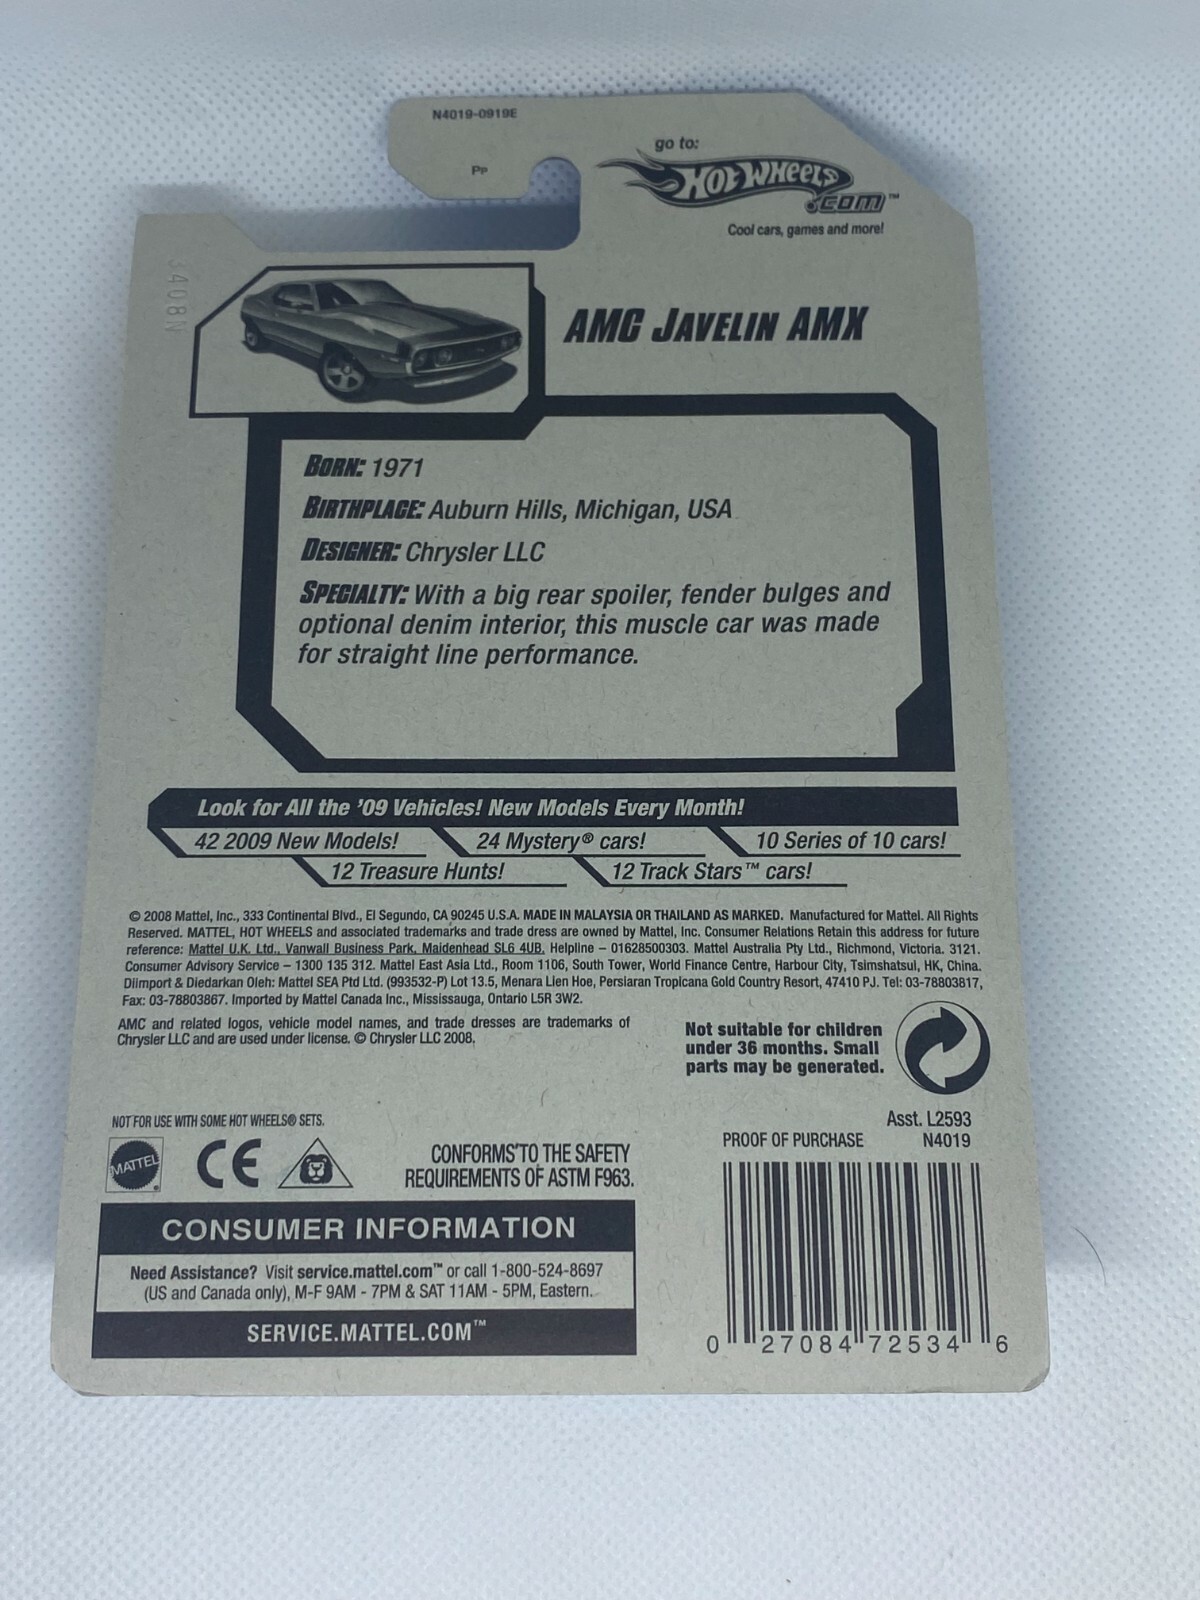 N4019-0919E
Pp
go to:
HOT WHEELS
.COM™
Cool cars, games and more!
3408N
AMC JAVELIN AMX
BORN: 1971
BIRTHPLACE: Auburn Hills, Michigan, USA
DESIGNER: Chrysler LLC
SPECIALTY: With a big rear spoiler, fender bulges and
optional denim interior, this muscle car was made
for straight line performance.
Look for All the '09 Vehicles! New Models Every Month!
42 2009 New Models! 24 Mystery® cars! 10 Series of 10 cars!
12 Treasure Hunts! 12 Track Stars™ cars!
© 2008 Mattel, Inc., 333 Continental Blvd., El Segundo, CA 90245 U.S.A. MADE IN MALAYSIA OR THAILAND AS MARKED. Manufactured for Mattel. All Rights
Reserved. MATTEL, HOT WHEELS and associated trademarks and trade dress are owned by Mattel, Inc. Consumer Relations Retain this address for future
reference: Mattel U.K. Ltd., Vanwall Business Park, Maidenhead SL6 4UB. Helpline – 01628500303. Mattel Australia Pty Ltd., Richmond, Victoria. 3121.
Consumer Advisory Service – 1300 135 312. Mattel East Asia Ltd., Room 1106, South Tower, World Finance Centre, Harbour City, Tsimshatsui, HK, China.
Diimport & Diedarkan Oleh: Mattel SEA Ptd Ltd. (993532-P) Lot 13.5, Menara Lien Hoe, Persiaran Tropicana Gold Country Resort, 47410 PJ. Tel: 03-78803817,
Fax: 03-78803867. Imported by Mattel Canada Inc., Mississauga, Ontario L5R 3W2.
AMC and related logos, vehicle model names, and trade dresses are trademarks of
Chrysler LLC and are used under license. © Chrysler LLC 2008.
Not suitable for children
under 36 months. Small
parts may be generated.
NOT FOR USE WITH SOME HOT WHEELS® SETS.
MATTEL
CE
CONFORMS TO THE SAFETY
REQUIREMENTS OF ASTM F963.
Asst. L2593
PROOF OF PURCHASE N4019
CONSUMER INFORMATION
Need Assistance? Visit service.mattel.com™ or call 1-800-524-8697
(US and Canada only), M-F 9AM - 7PM & SAT 11AM - 5PM, Eastern.
SERVICE.MATTEL.COM™
0 27084 72534 6